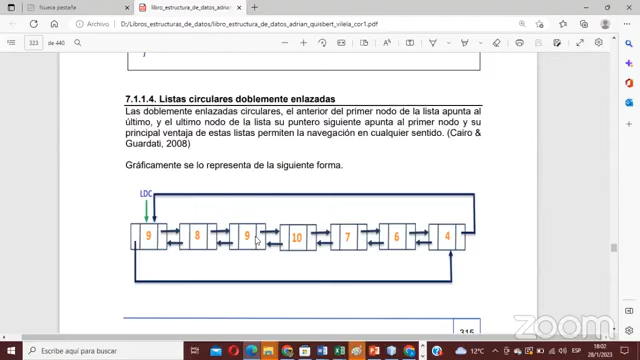 Nueva pestaña
libro_estructura_de_datos_adrian_quisbert_vilela_cor1.pdf
Archivo
D:/Libros/estructuras_de_datos/libro_estructura_de_datos_adrian_quisbert_vilela_cor1.pdf
323 de 440
}
7.1.1.4. Listas circulares doblemente enlazadas
Las doblemente enlazadas circulares, el anterior del primer nodo de la lista apunta al
último, y el ultimo nodo de la lista su puntero siguiente apunta al primer nodo y su
principal ventaja de estas listas permiten la navegación en cualquier sentido. (Cairo &
Guardati, 2008)
Gráficamente se lo representa de la siguiente forma.
LDC
9 8 9 10 7 6 4
315
zoom
Escribe aquí para buscar
12°C
ESP
18:02
28/1/2023